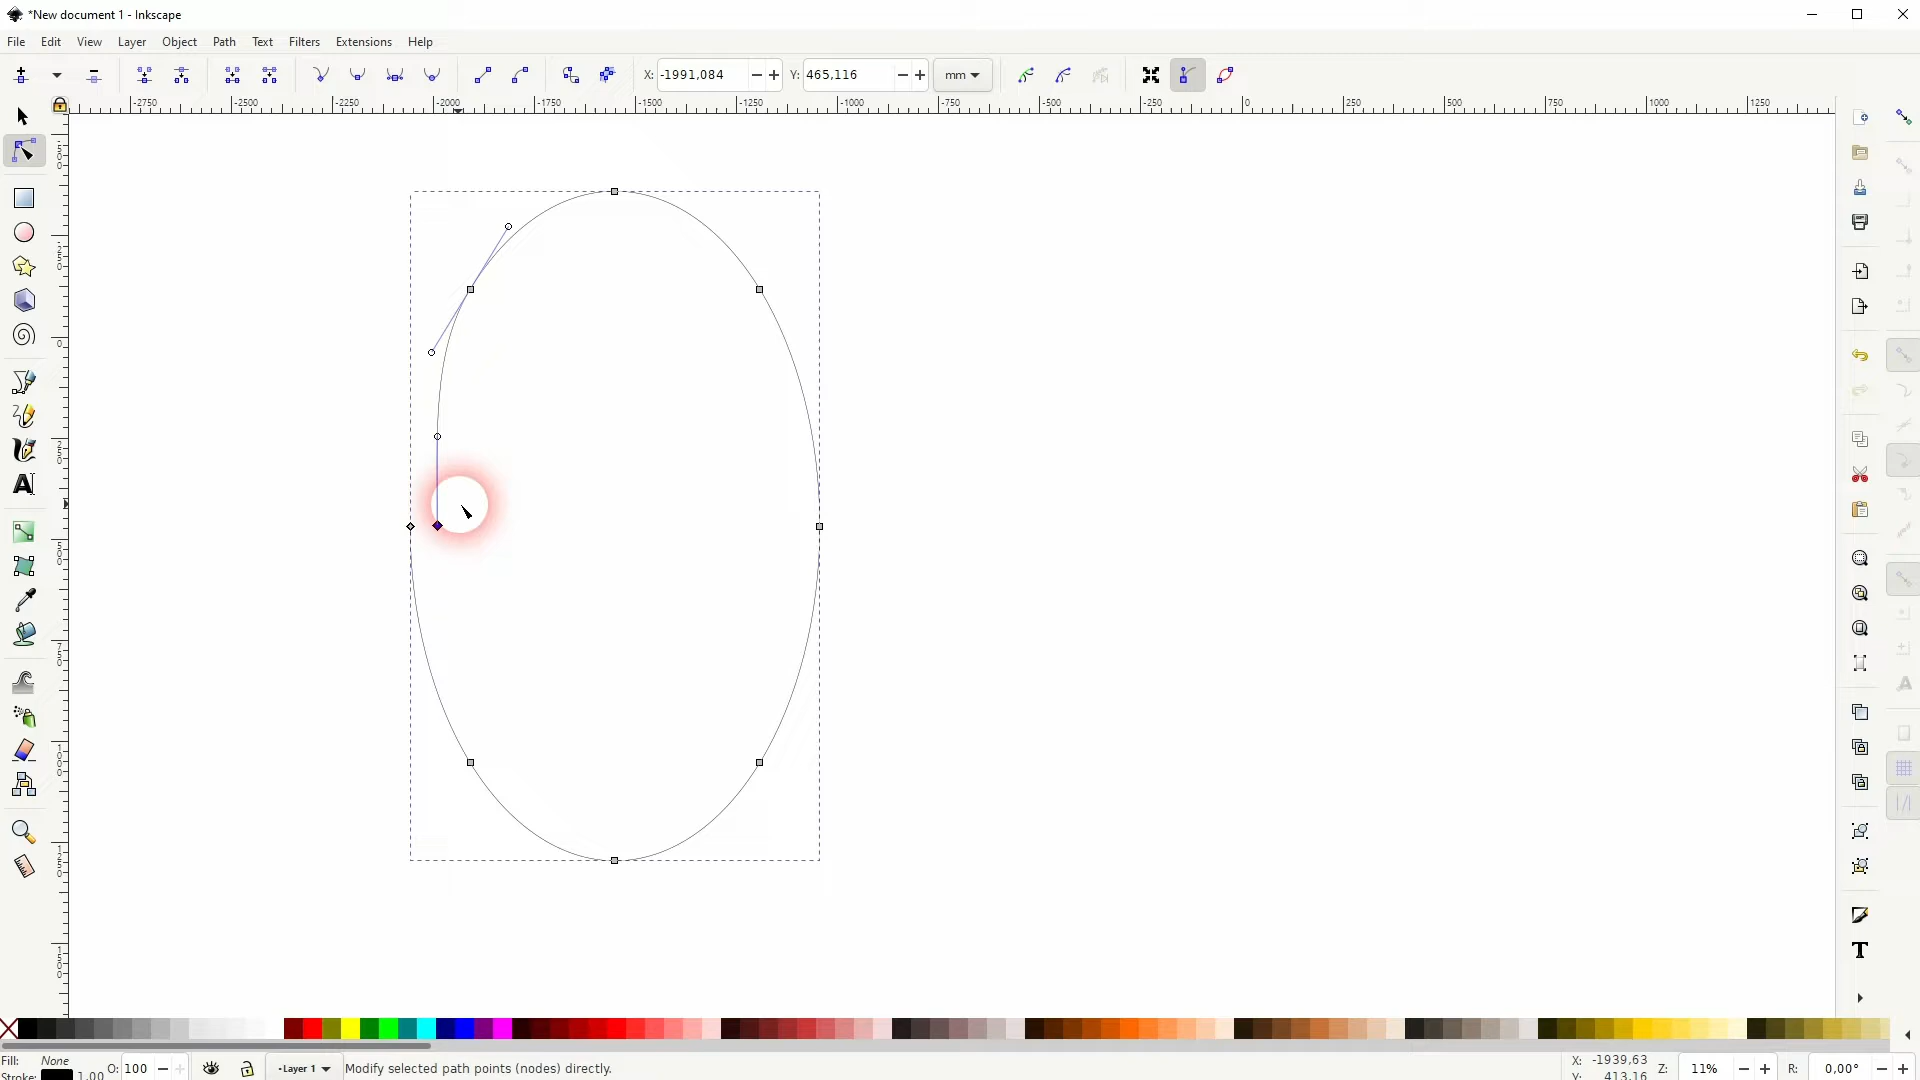 *New document 1 - Inkscape
File Edit View Layer Object Path Text Filters Extensions Help
X: -1991,084 Y: 465,116 mm
-2750 -2500 -2250 -2000 -1750 -1500 -1250 -1000 -750 -500 -250 0 250 500 750 1000 1250
Fill: None O: 100 -Layer 1 Modify selected path points (nodes) directly. X: -1939,63 Z: 11% R: 0,00°
Stroke: 1,00 Y: 413,16